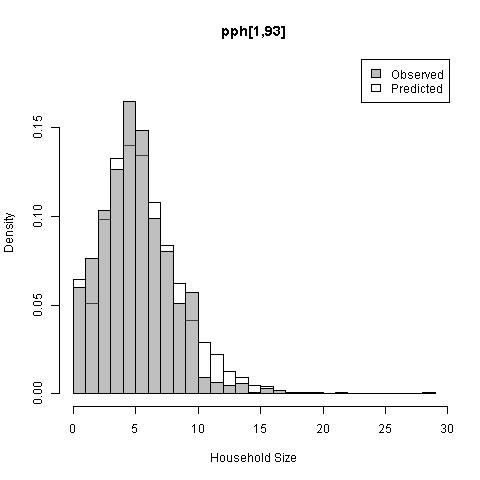 pph[1,93]
Observed
Predicted
0.15
0.10
0.05
0.00
Density
0 5 10 15 20 25 30
Household Size